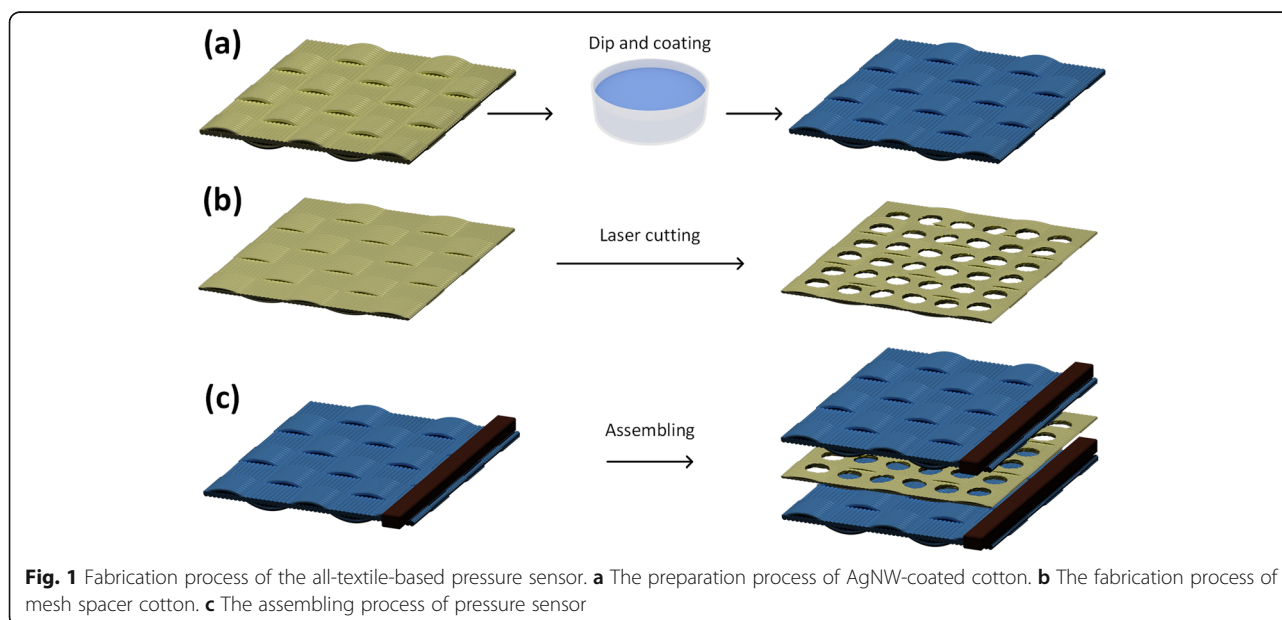 (a)
Dip and coating
(b)
Laser cutting
(c)
Assembling
Fig. 1 Fabrication process of the all-textile-based pressure sensor. a The preparation process of AgNW-coated cotton. b The fabrication process of
mesh spacer cotton. c The assembling process of pressure sensor